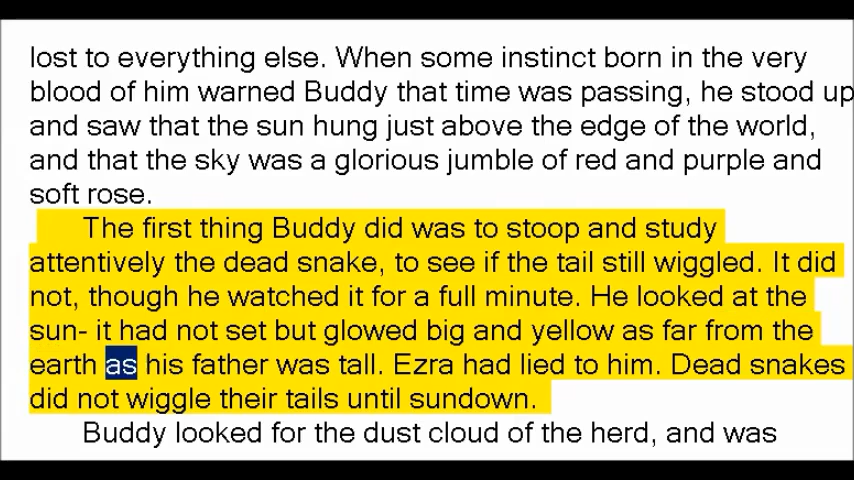 lost to everything else. When some instinct born in the very
blood of him warned Buddy that time was passing, he stood up
and saw that the sun hung just above the edge of the world,
and that the sky was a glorious jumble of red and purple and
soft rose.
The first thing Buddy did was to stoop and study
attentively the dead snake, to see if the tail still wiggled. It did
not, though he watched it for a full minute. He looked at the
sun- it had not set but glowed big and yellow as far from the
earth as his father was tall. Ezra had lied to him. Dead snakes
did not wiggle their tails until sundown.
Buddy looked for the dust cloud of the herd, and was